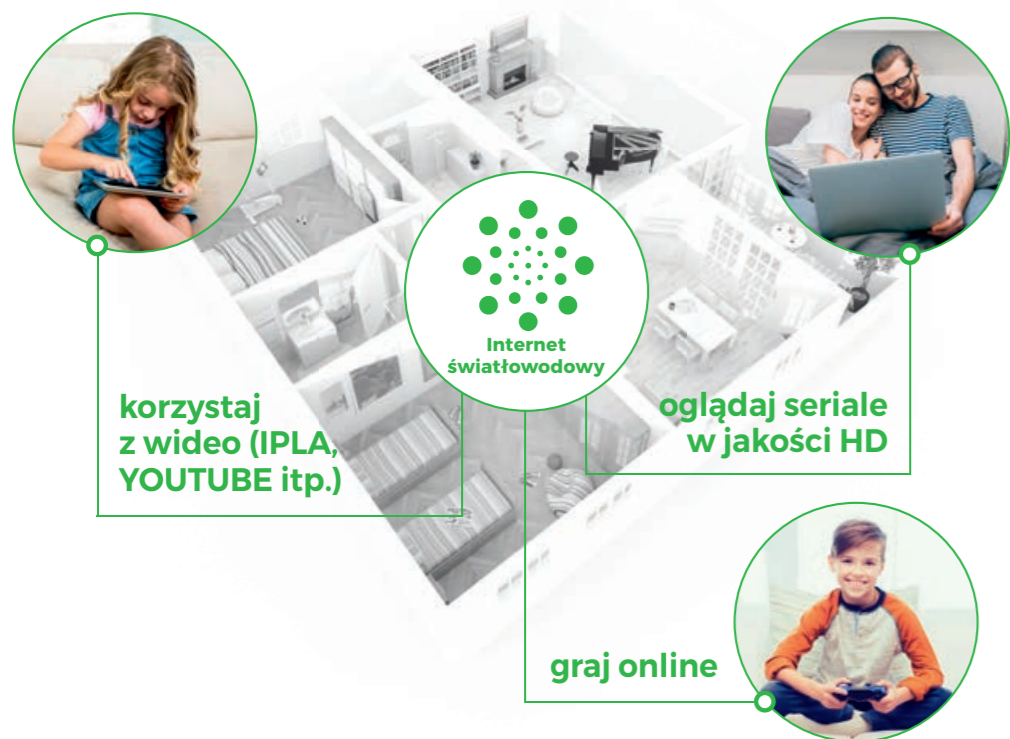 Internet
światłowodowy
korzystaj
z wideo (IPLA,
YOUTUBE itp.)
oglądaj seriale
w jakości HD
graj online